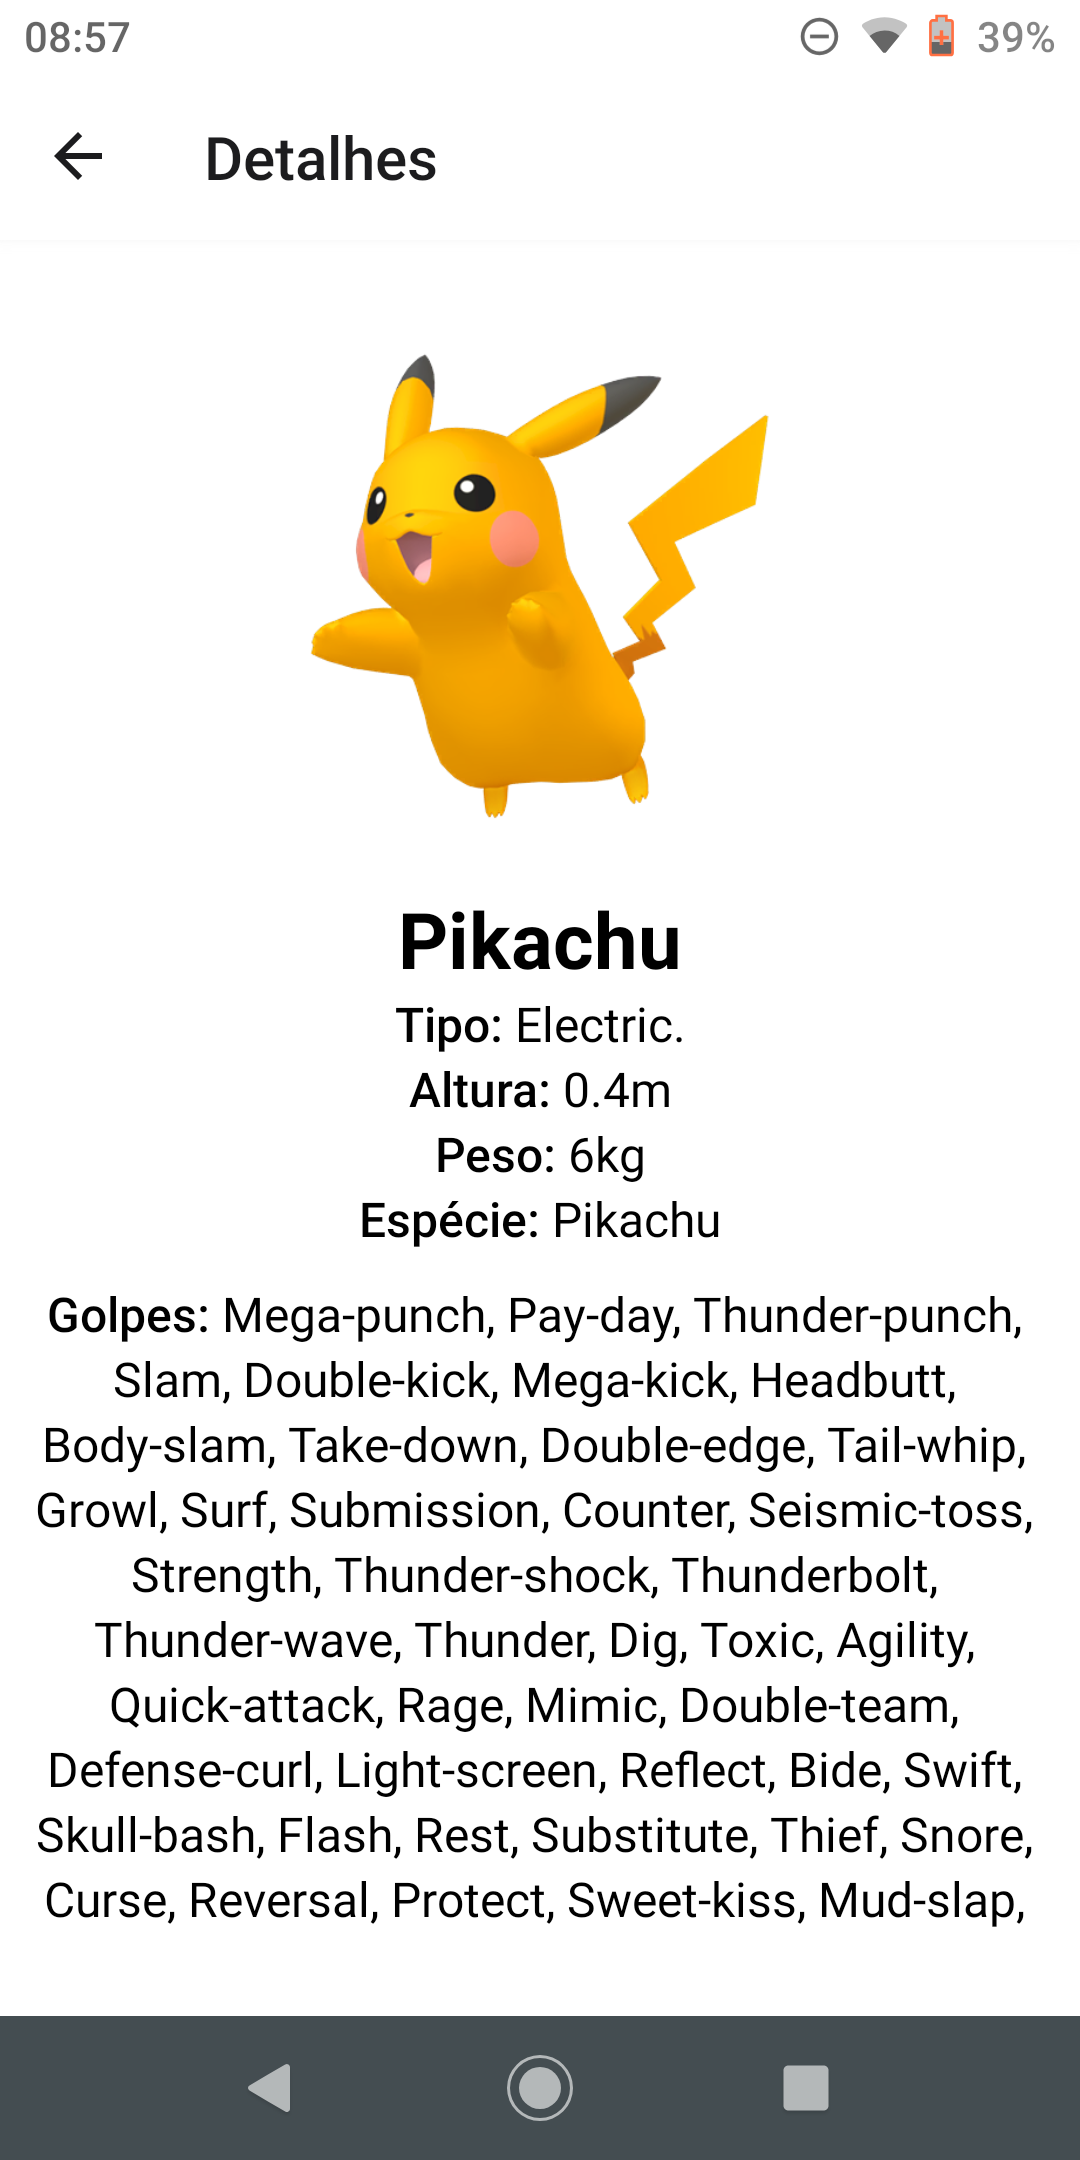 08:57
39%
Detalhes
Pikachu
Tipo: Electric.
Altura: 0.4m
Peso: 6kg
Espécie: Pikachu
Golpes: Mega-punch, Pay-day, Thunder-punch,
Slam, Double-kick, Mega-kick, Headbutt,
Body-slam, Take-down, Double-edge, Tail-whip,
Growl, Surf, Submission, Counter, Seismic-toss,
Strength, Thunder-shock, Thunderbolt,
Thunder-wave, Thunder, Dig, Toxic, Agility,
Quick-attack, Rage, Mimic, Double-team,
Defense-curl, Light-screen, Reflect, Bide, Swift,
Skull-bash, Flash, Rest, Substitute, Thief, Snore,
Curse, Reversal, Protect, Sweet-kiss, Mud-slap,